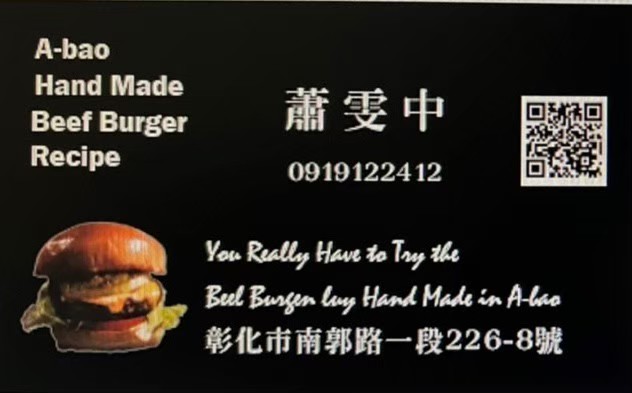 A-bao
Hand Made
Beef Burger
Recipe
蕭雯中
0919122412
You Really Have to Try the
Beel Burgen luy Hand Made in A-bao
彰化市南郭路一段226-8號